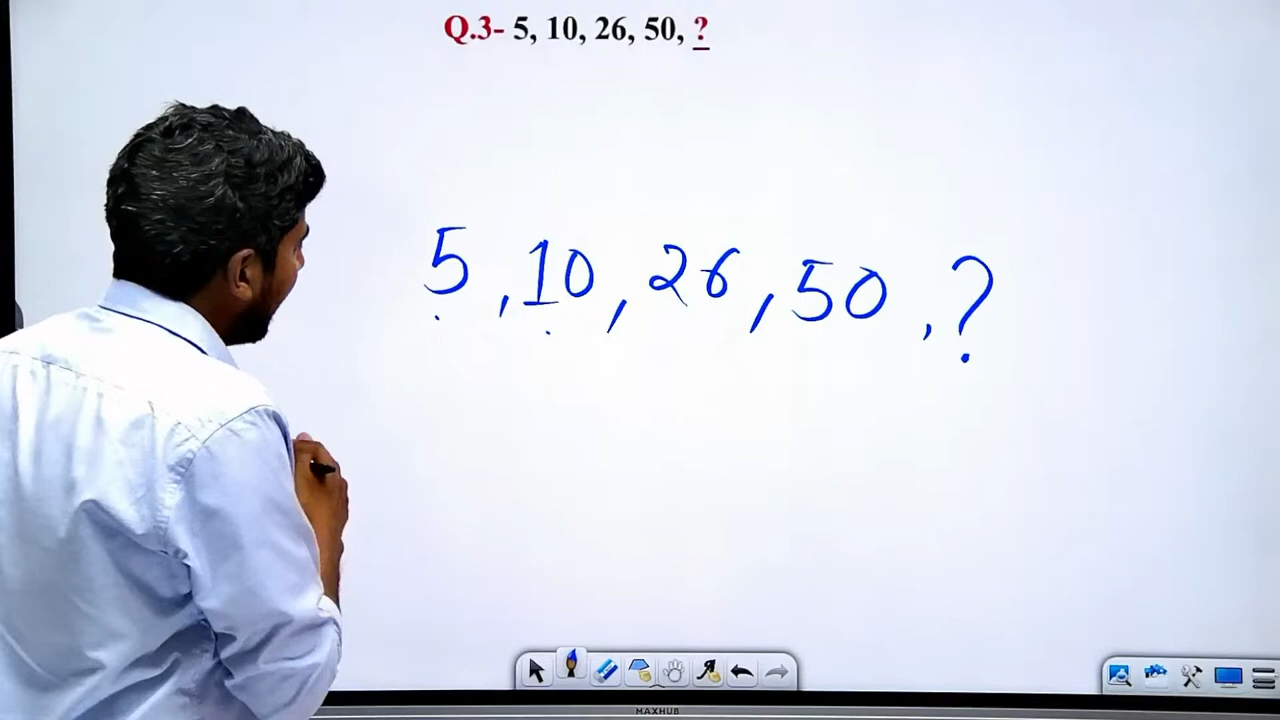 Q.3- 5, 10, 26, 50, ?
5, 10, 26, 50, ?
MAXHUB